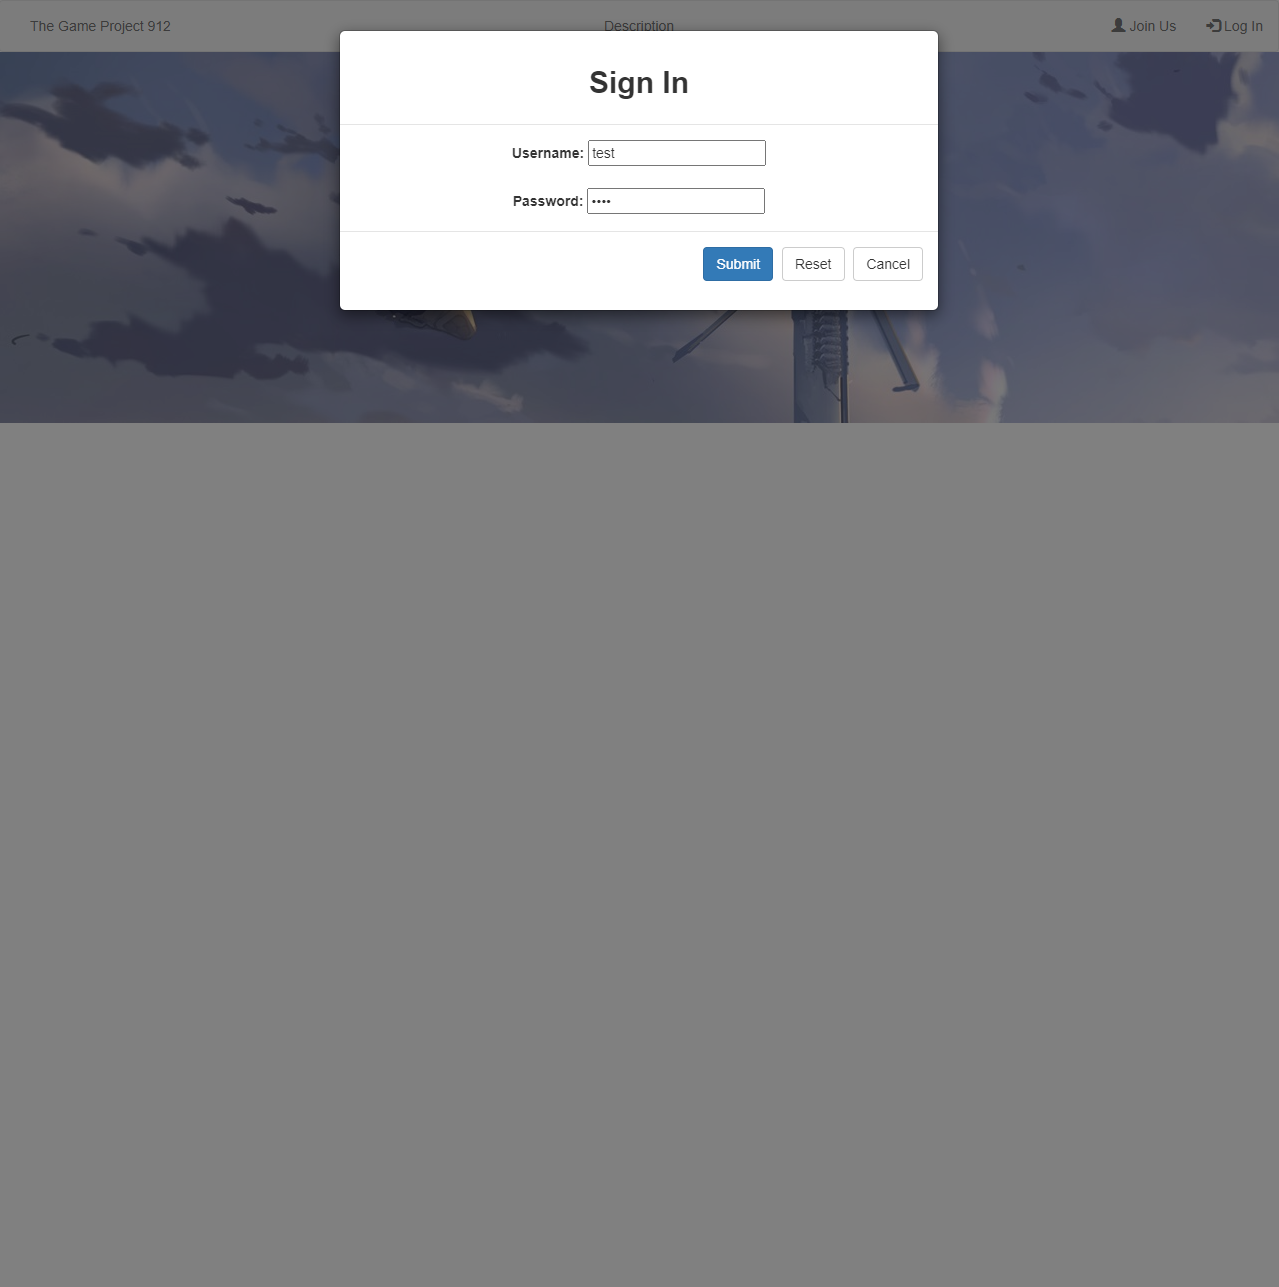 The Game Project 912 Description Join Us Log In
Sign In
Username: test
Password: ••••
Submit Reset Cancel